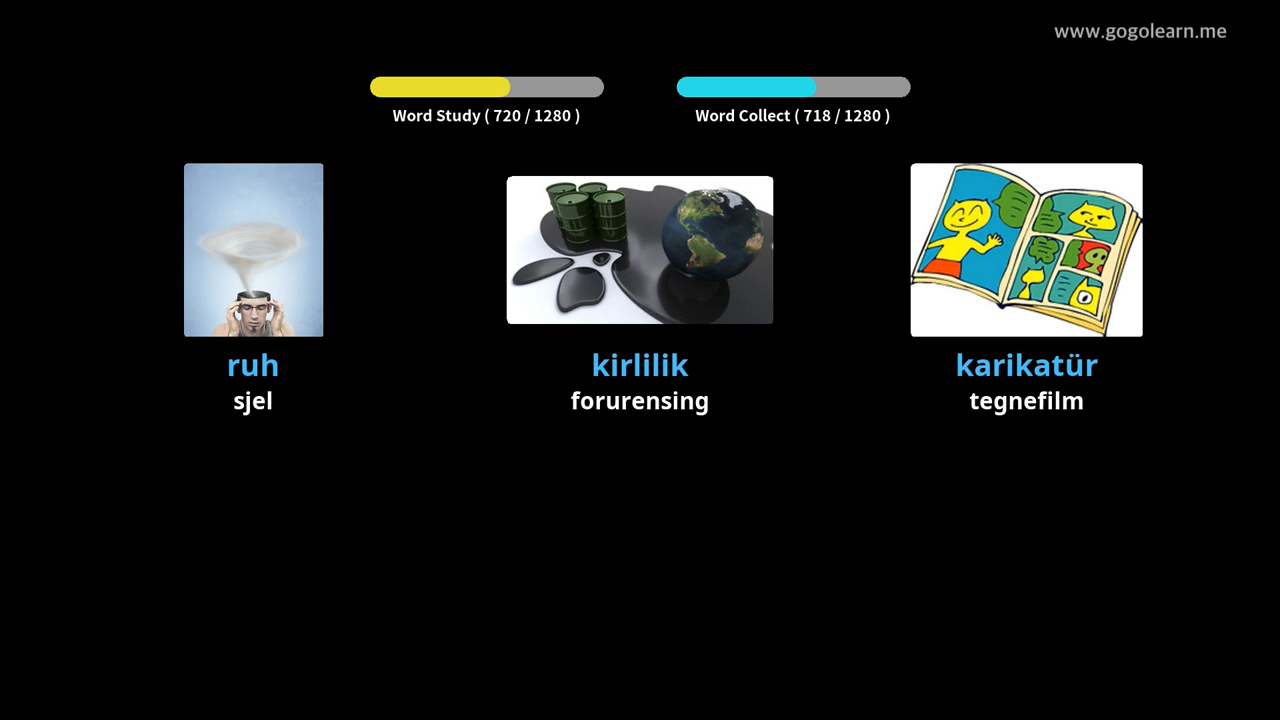 www.gogolearn.me
Word Study ( 720 / 1280 )
Word Collect ( 718 / 1280 )
ruh
sjel
kirlilik
forurensing
karikatür
tegnefilm